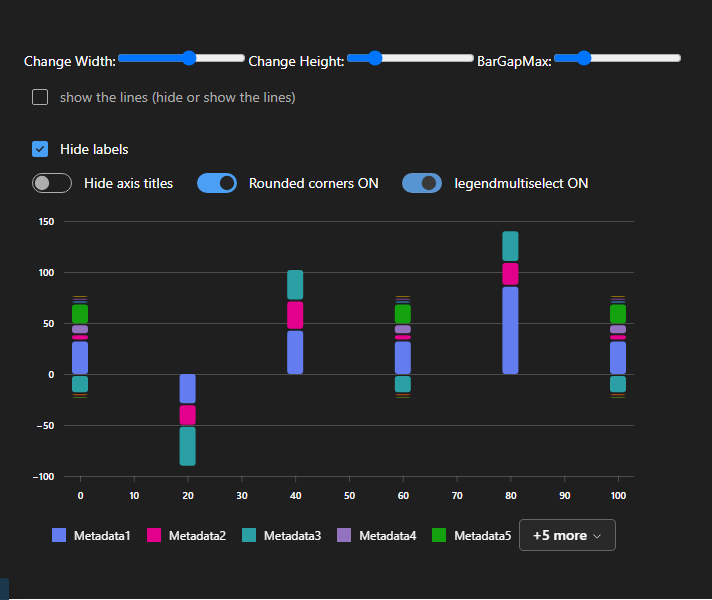 Change Width: Change Height: BarGapMax:
show the lines (hide or show the lines)
Hide labels
Hide axis titles Rounded corners ON legendmultiselect ON
150
100
50
0
−50
−100
0 10 20 30 40 50 60 70 80 90 100
Metadata1 Metadata2 Metadata3 Metadata4 Metadata5 +5 more